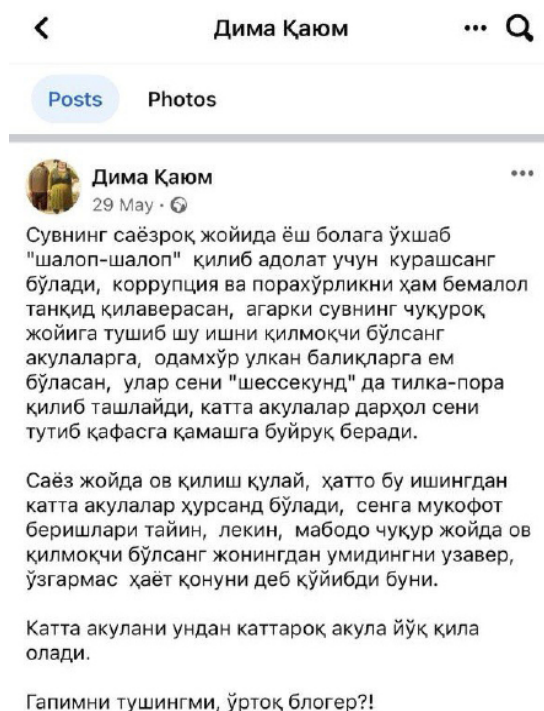 Дима Қаюм
Posts Photos
Дима Қаюм
29 May
Сувнинг саёзроқ жойида ёш болага ўхшаб
"шалоп-шалоп" қилиб адолат учун курашсанг
бўлади, коррупция ва порахўрликни ҳам бемалол
танқид қилаверасан, агарки сувнинг чуқуроқ
жойига тушиб шу ишни қилмоқчи бўлсанг
акулаларга, одамхўр улкан балиқларга ем
бўласан, улар сени "шессекунд" да тилка-пора
қилиб ташлайди, катта акулалар дарҳол сени
тутиб қафасга қамашга буйруқ беради.
Саёз жойда ов қилиш қулай, ҳатто бу ишингдан
катта акулалар ҳурсанд бўлади, сенга мукофот
беришлари тайин, лекин, мабодо чуқур жойда ов
қилмоқчи бўлсанг жонингдан умидингни узавер,
ўзгармас ҳаёт қонуни деб қўйибди буни.
Катта акулани ундан каттароқ акула йўқ қила
олади.
Гапимни тушингми, ўртоқ блогер?!